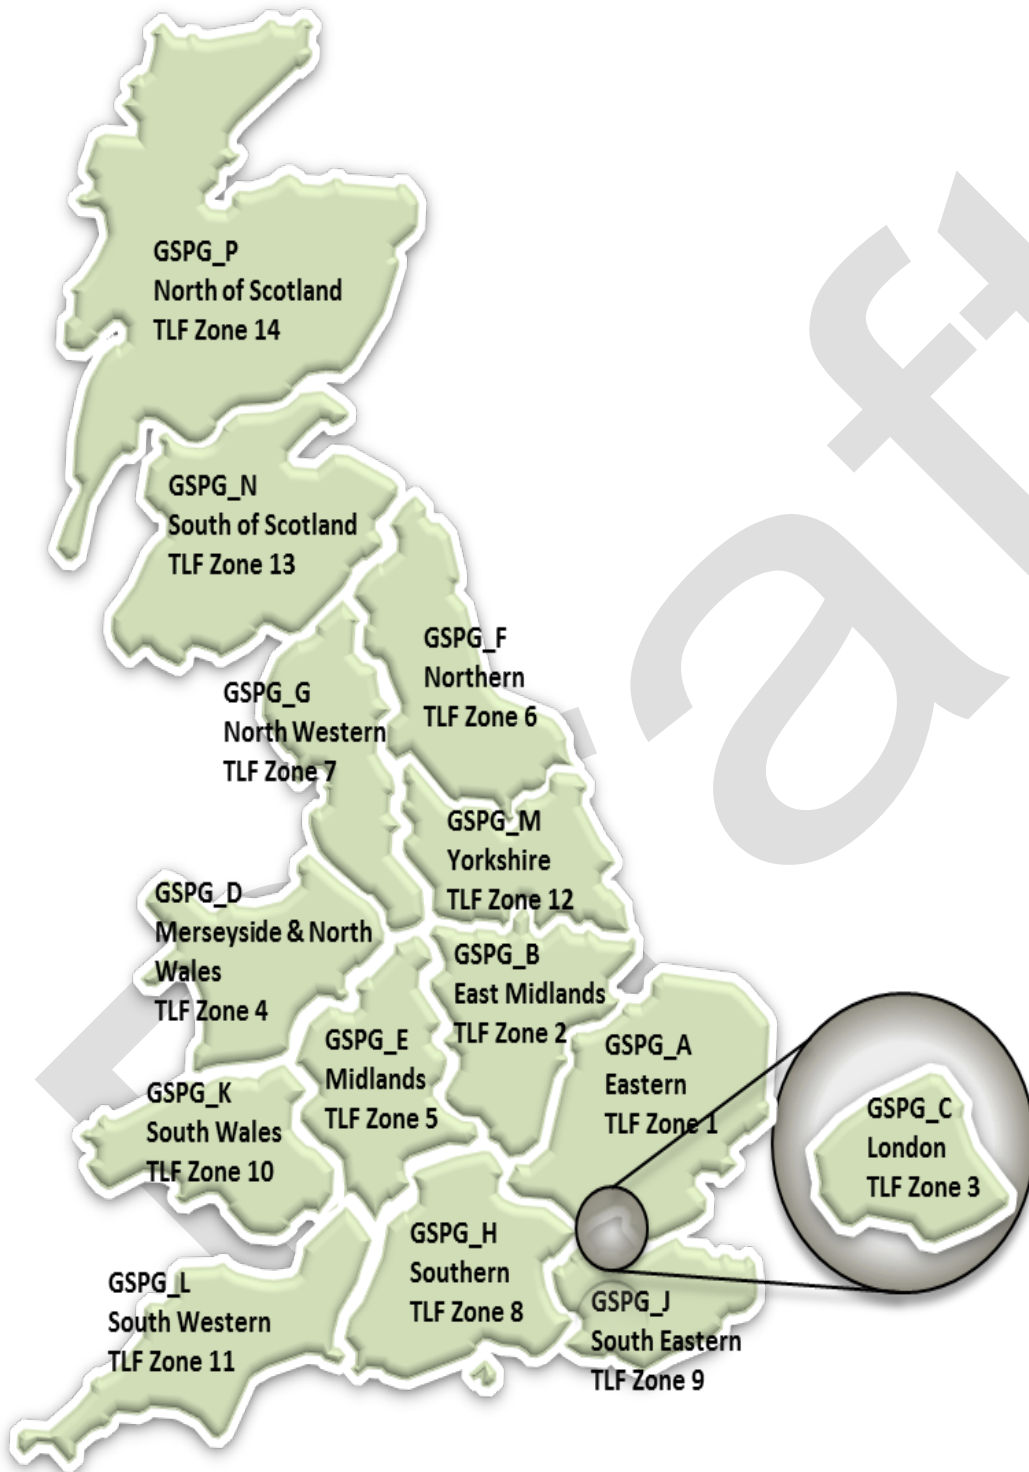 GSPG_P
North of Scotland
TLF Zone 14
GSPG_N
South of Scotland
TLF Zone 13
GSPG_F
Northern
TLF Zone 6
GSPG_G
North Western
TLF Zone 7
GSPG_M
Yorkshire
TLF Zone 12
GSPG_D
Merseyside & North
Wales
TLF Zone 4
GSPG_B
East Midlands
TLF Zone 2
GSPG_E
Midlands
TLF Zone 5
GSPG_A
Eastern
TLF Zone 1
GSPG_C
London
TLF Zone 3
GSPG_K
South Wales
TLF Zone 10
GSPG_H
Southern
TLF Zone 8
GSPG_L
South Western
TLF Zone 11
GSPG_J
South Eastern
TLF Zone 9
Draft